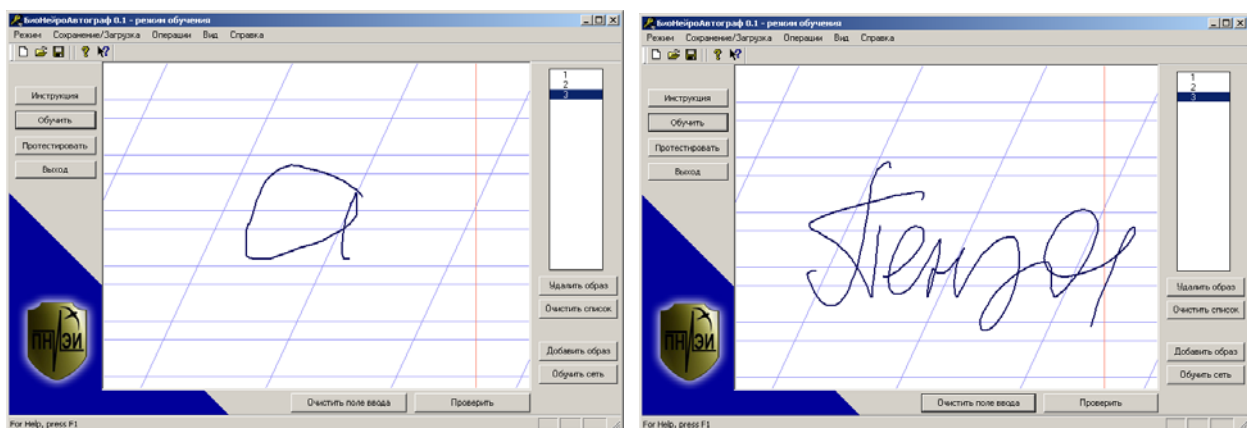 БиоНейроАвтограф 0.1 - режим обучения
Режим Сохранение/Загрузка Операции Вид Справка
Инструкция
Обучить
Протестировать
Выход
1
2
3
а
Удалить образ
Очистить список
Добавить образ
Обучить сеть
ПНИЭИ
Очистить поле ввода
Проверить
For Help, press F1
БиоНейроАвтограф 0.1 - режим обучения
Режим Сохранение/Загрузка Операции Вид Справка
Инструкция
Обучить
Протестировать
Выход
1
2
3
Пенза
Удалить образ
Очистить список
Добавить образ
Обучить сеть
ПНИЭИ
Очистить поле ввода
Проверить
For Help, press F1